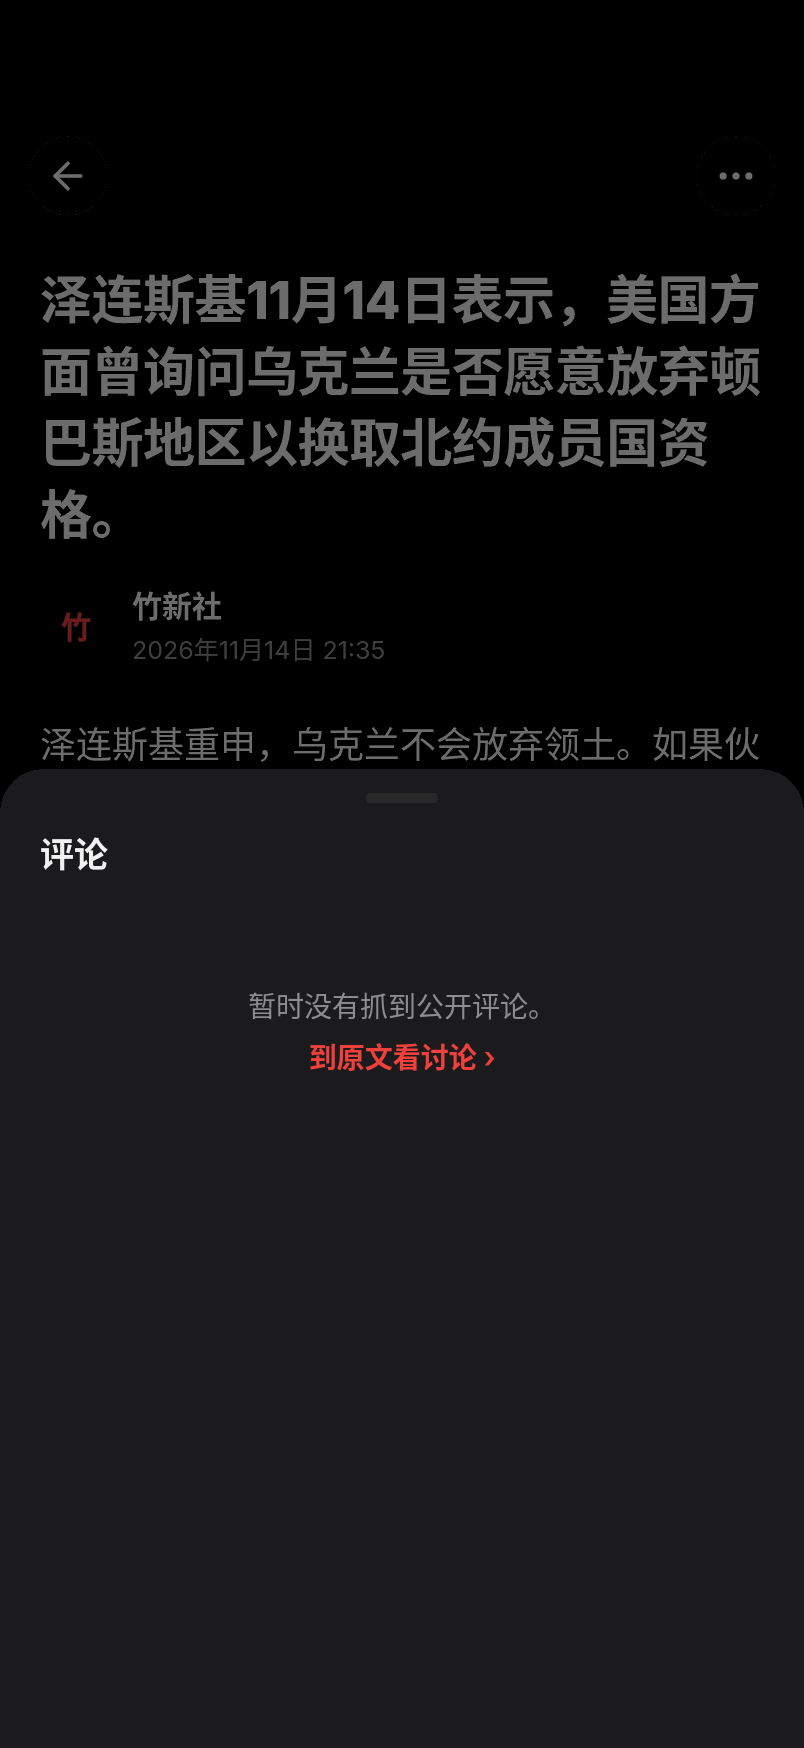 泽连斯基11月14日表示，美国方
面曾询问乌克兰是否愿意放弃顿
巴斯地区以换取北约成员国资
格。
竹
竹新社
2026年11月14日 21:35
泽连斯基重申，乌克兰不会放弃领土。如果伙
评论
暂时没有抓到公开评论。
到原文看讨论 ›